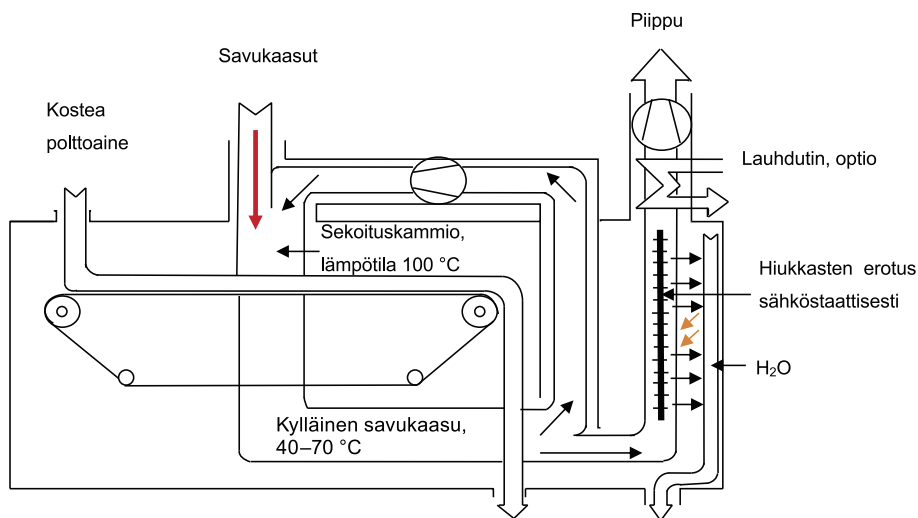 Piippu
Savukaasut
Kostea
polttoaine
Lauhdutin, optio
Sekoituskammio,
lämpötila 100 °C
Hiukkasten erotus
sähköstaattisesti
H₂O
Kylläinen savukaasu,
40–70 °C